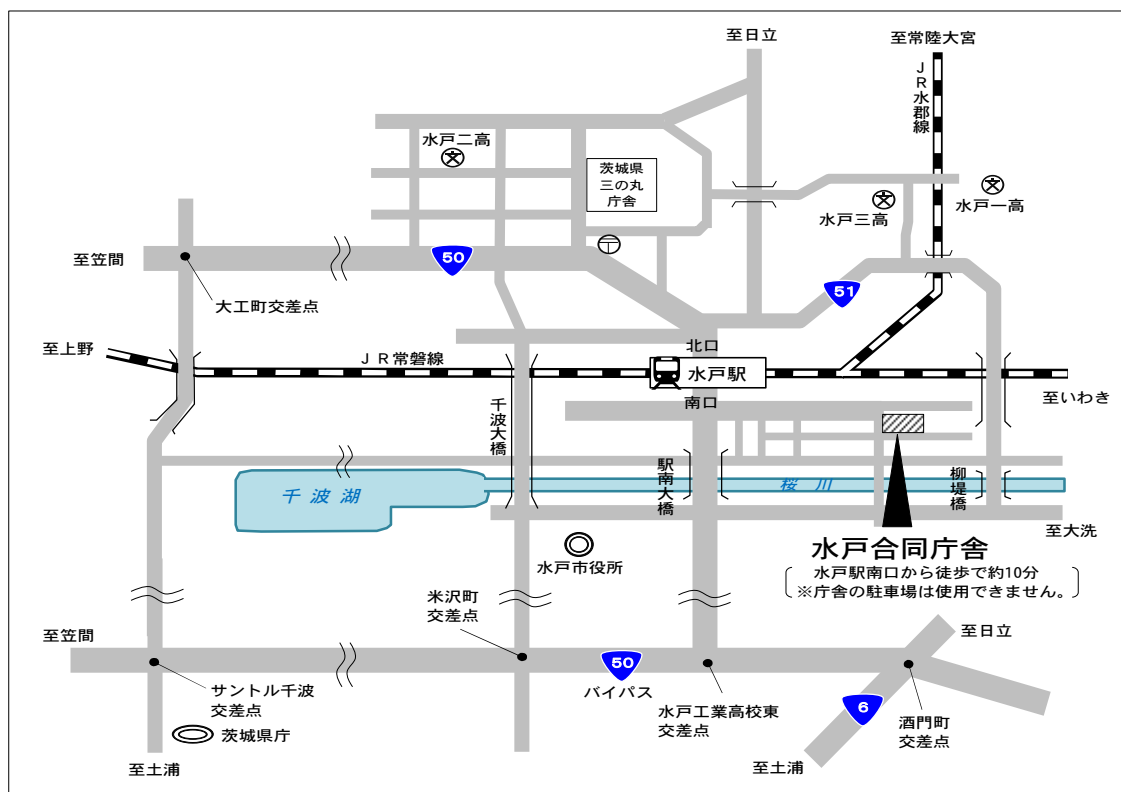 至日立
至常陸大宮
JR水郡線
水戸二高
茨城県
三の丸
庁舎
水戸三高
水戸一高
至笠間
50
51
大工町交差点
至上野
JR常磐線
北口
水戸駅
南口
至いわき
千波大橋
駅南大橋
柳堤橋
千波湖
桜川
至大洗
水戸市役所
水戸合同庁舎
水戸駅南口から徒歩で約10分
※庁舎の駐車場は使用できません。
米沢町
交差点
至笠間
至日立
50
バイパス
サントル千波
交差点
水戸工業高校東
交差点
6
酒門町
交差点
茨城県庁
至土浦
至土浦